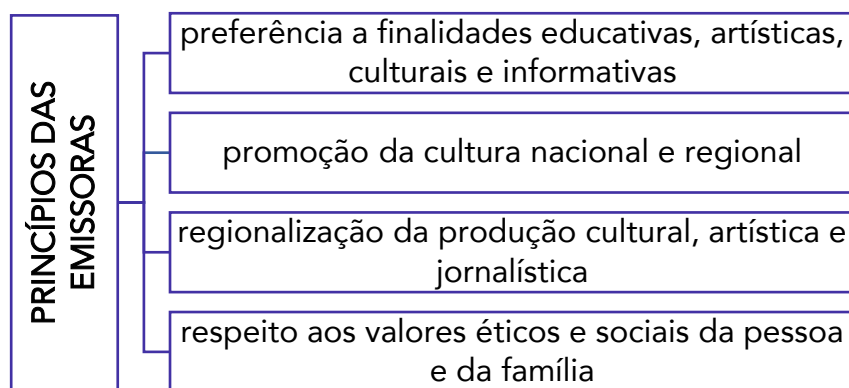 PRINCÍPIOS DAS
EMISSORAS
preferência a finalidades educativas, artísticas,
culturais e informativas
promoção da cultura nacional e regional
regionalização da produção cultural, artística e
jornalística
respeito aos valores éticos e sociais da pessoa
e da família